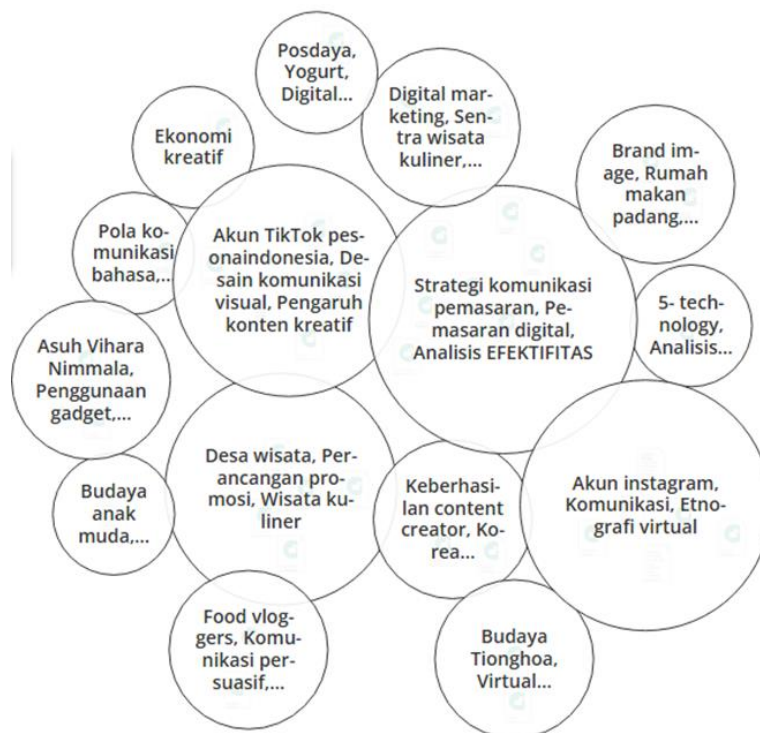 Posdaya,
Yogurt,
Digital...
Digital mar-
keting, Sen-
tra wisata
kuliner,...
Ekonomi
kreatif
Brand im-
age, Rumah
makan
padang,...
Pola ko-
munikasi
bahasa,...
Akun TikTok pes-
onaindonesia, De-
sain komunikasi
visual, Pengaruh
konten kreatif
Strategi komunikasi
pemasaran, Pe-
masaran digital,
Analisis EFEKTIFITAS
5- tech-
nology,
Analisis...
Asuh Vihara
Nimmala,
Penggunaan
gadget,...
Desa wisata, Per-
ancangan pro-
mosi, Wisata ku-
liner
Keberhasi-
lan content
creator, Ko-
rea...
Akun instagram,
Komunikasi, Etno-
grafi virtual
Budaya
anak
muda,...
Food vlog-
gers, Komu-
nikasi per-
suasif,...
Budaya
Tionghoa,
Virtual...